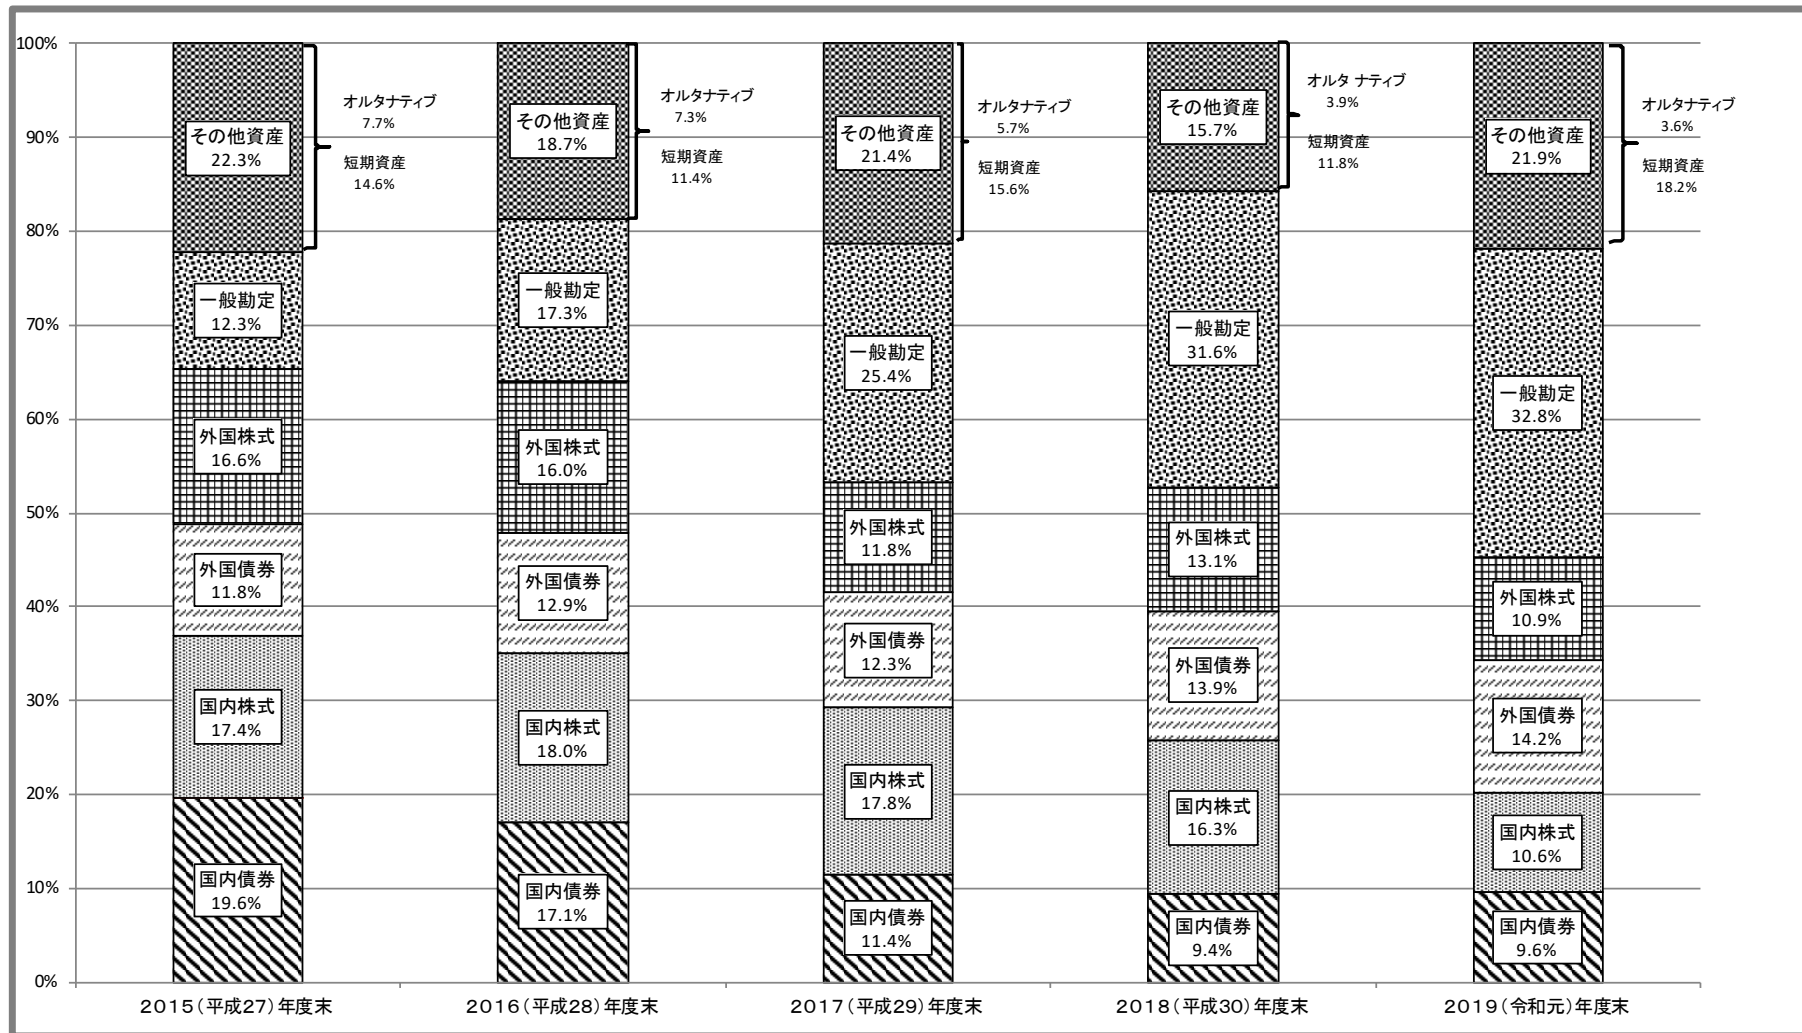 100%
90%
80%
70%
60%
50%
40%
30%
20%
10%
0%
その他資産
22.3%
オルタナティブ
7.7%
短期資産
14.6%
一般勘定
12.3%
外国株式
16.6%
外国債券
11.8%
国内株式
17.4%
国内債券
19.6%
2015(平成27)年度末
その他資産
18.7%
オルタナティブ
7.3%
短期資産
11.4%
一般勘定
17.3%
外国株式
16.0%
外国債券
12.9%
国内株式
18.0%
国内債券
17.1%
2016(平成28)年度末
その他資産
21.4%
オルタナティブ
5.7%
短期資産
15.6%
一般勘定
25.4%
外国株式
11.8%
外国債券
12.3%
国内株式
17.8%
国内債券
11.4%
2017(平成29)年度末
その他資産
15.7%
オルタ ナティブ
3.9%
短期資産
11.8%
一般勘定
31.6%
外国株式
13.1%
外国債券
13.9%
国内株式
16.3%
国内債券
9.4%
2018(平成30)年度末
その他資産
21.9%
オルタナティブ
3.6%
短期資産
18.2%
一般勘定
32.8%
外国株式
10.9%
外国債券
14.2%
国内株式
10.6%
国内債券
9.6%
2019(令和元)年度末